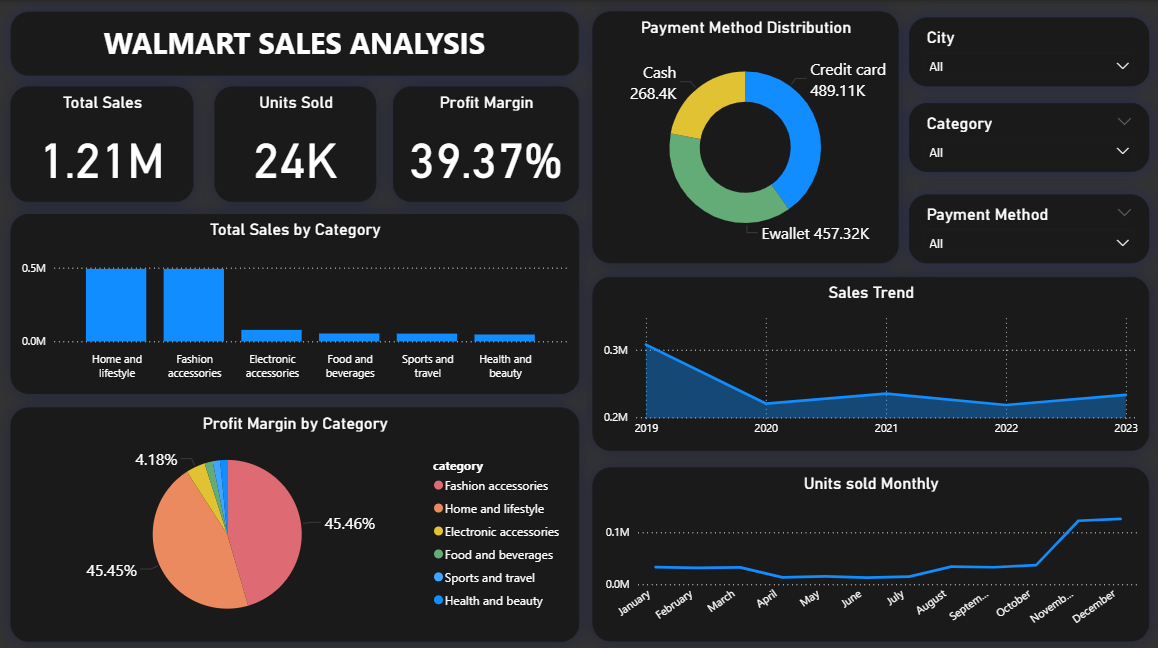 WALMART SALES ANALYSIS
Total Sales
1.21M
Units Sold
24K
Profit Margin
39.37%
Total Sales by Category
0.5M
0.0M
Home and
lifestyle
Fashion
accessories
Electronic
accessories
Food and
beverages
Sports and
travel
Health and
beauty
Profit Margin by Category
4.18%
45.46%
45.45%
category
Fashion accessories
Home and lifestyle
Electronic accessories
Food and beverages
Sports and travel
Health and beauty
Payment Method Distribution
Cash
268.4K
Credit card
489.11K
Ewallet 457.32K
City
All
Category
All
Payment Method
All
Sales Trend
0.3M
0.2M
2019
2020
2021
2022
2023
Units sold Monthly
0.1M
0.0M
January
February
March
April
May
June
July
August
Septem...
October
Novemb...
December